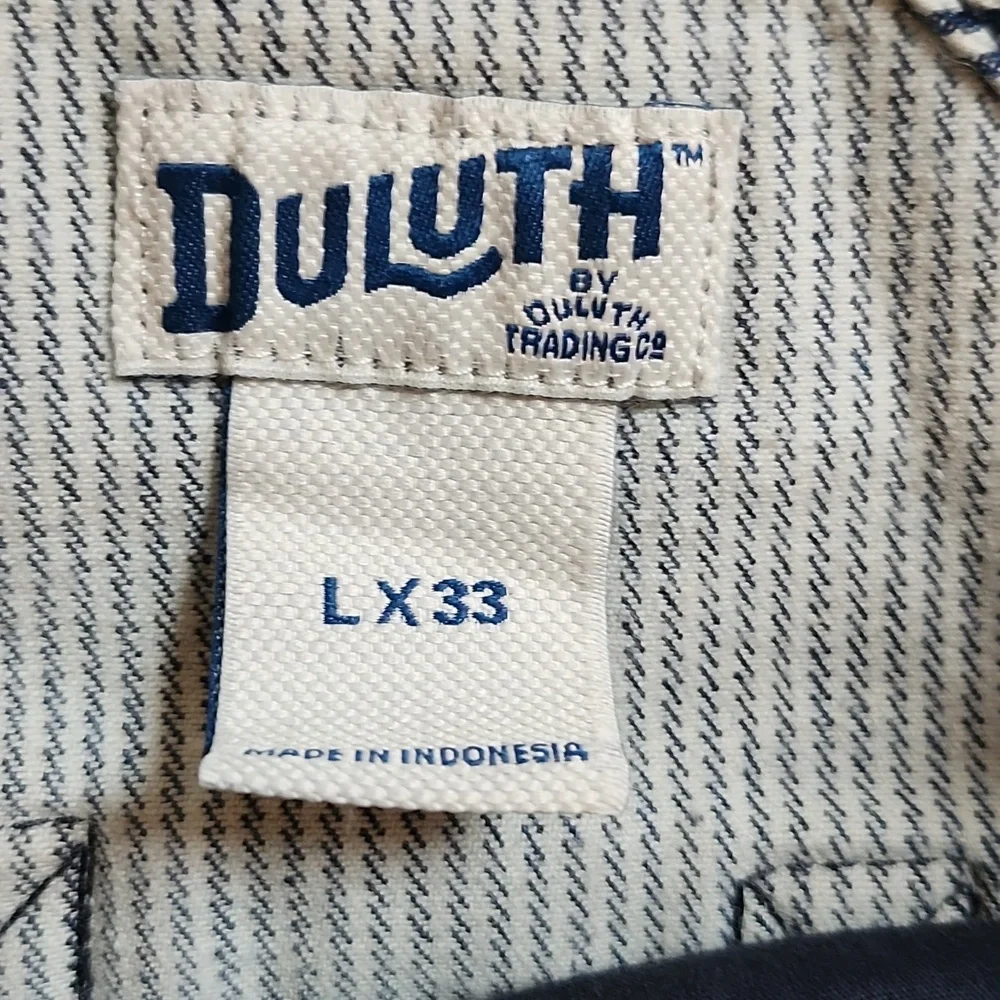 DULUTH™
BY
DULUTH
TRADING CO
L X 33
MADE IN INDONESIA